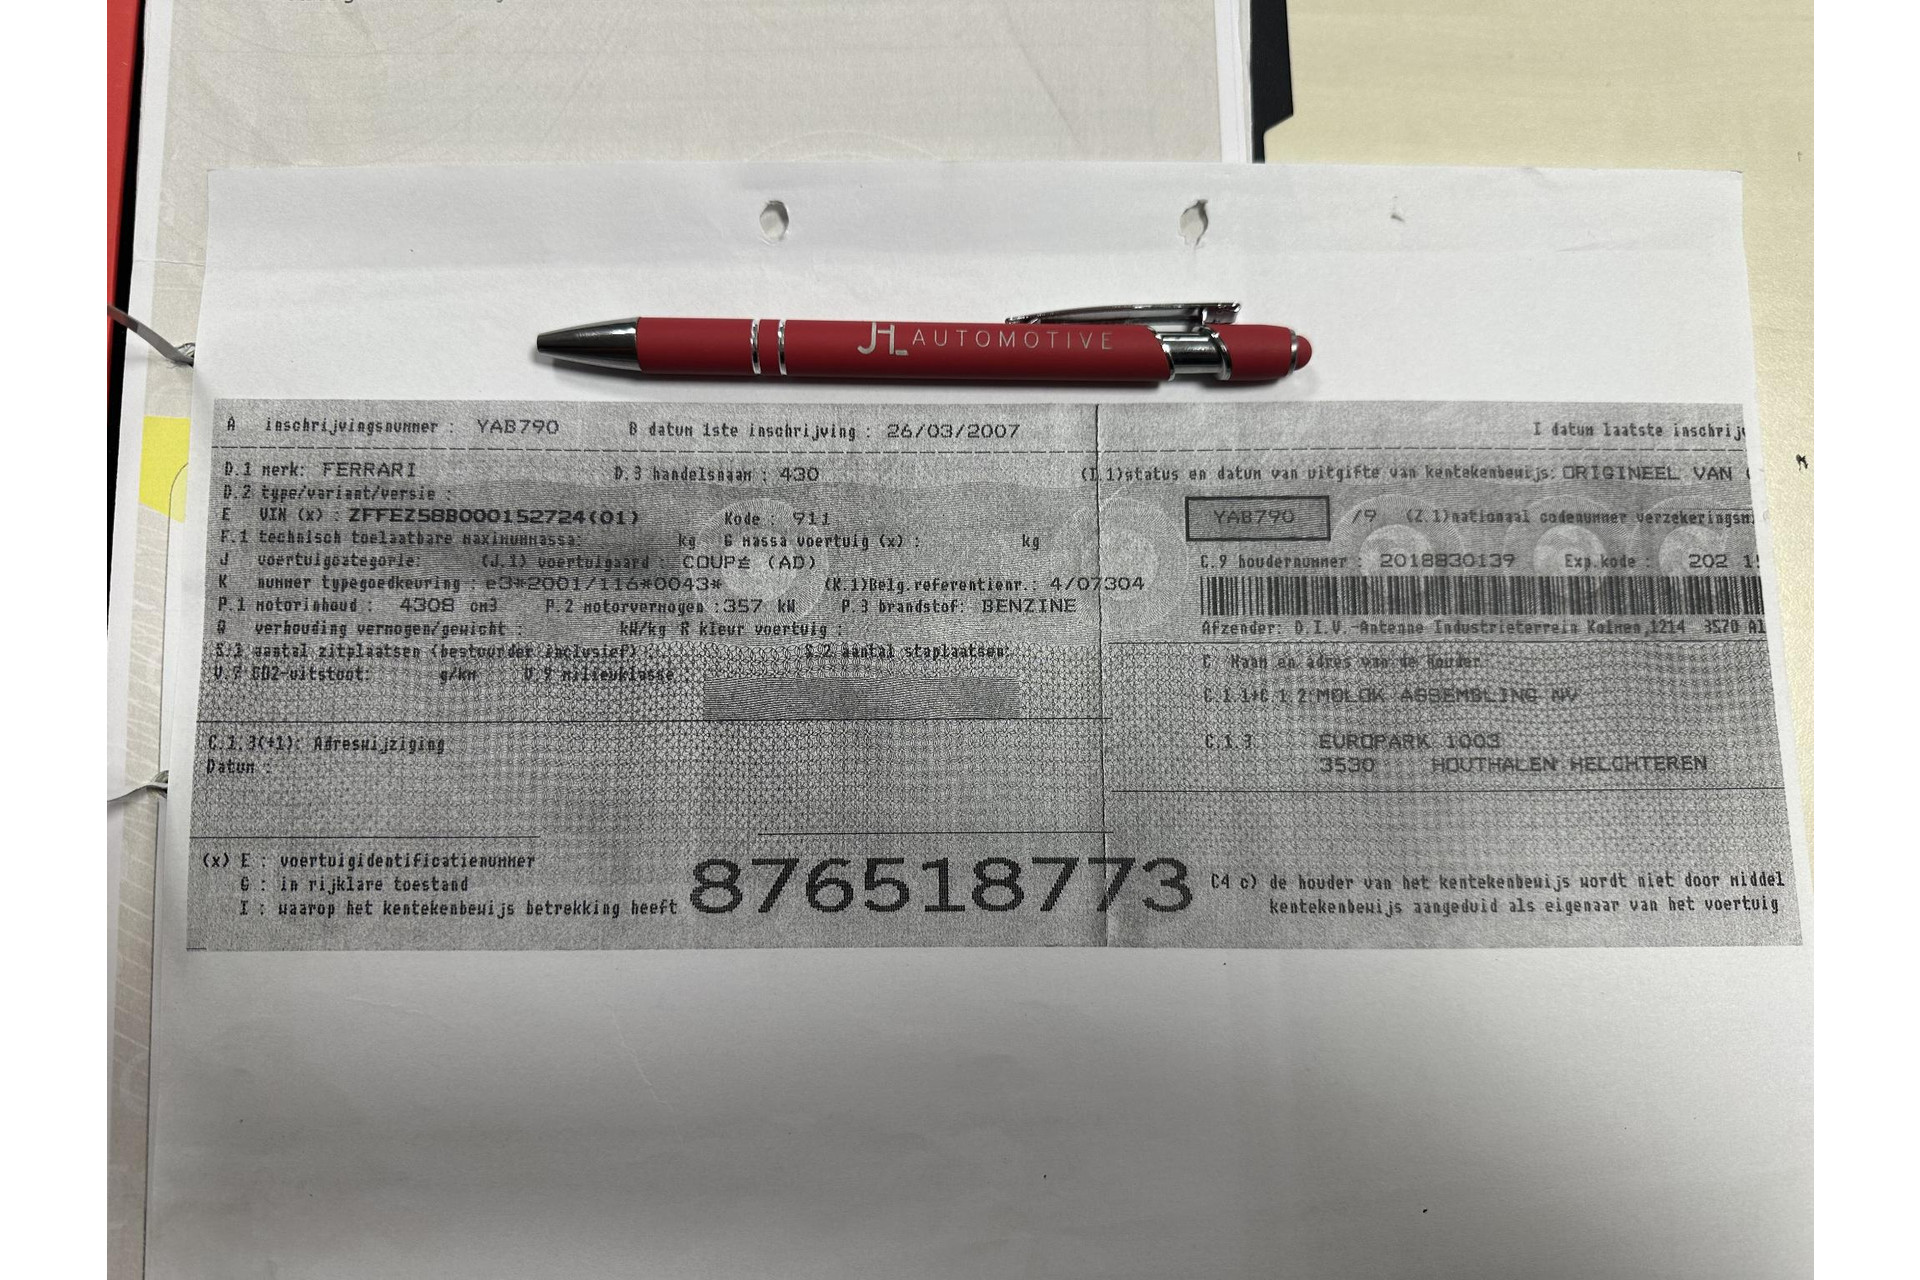 JHL AUTOMOTIVE
A inschrijvingsnummer : YAB790 B datum 1ste inschrijving : 26/03/2007 I datum laatste inschrijv
D.1 merk: FERRARI D.3 handelsnaam : 430 (I.1)status en datum van uitgifte van kentekenbewijs: ORIGINEEL VAN
D.2 type/variant/versie :
E VIN (x) : ZFFEZ58B000152724(01) Kode : 911 YAB790 /9 (Z.1)nationaal codenummer verzekeringsm
F.1 technisch toelaatbare maximummassa: kg G massa voertuig (x) : kg
J voertuigcategorie: (J.1) voertuigaard : COUPé (AD) C.9 houdernummer : 2018830139 Exp.kode : 202
K nummer typegoedkeuring : e3*2001/116*0043* (K.1)Belg.referentienr.: 4/07304
P.1 motorinhoud : 4308 cm3 P.2 motorvermogen :357 kW P.3 brandstof: BENZINE
Q verhouding vermogen/gewicht : kW/kg R kleur voertuig : Afzender: D.I.V.-Antenne Industrieterrein Kolmen,1214 3570 Al
S.1 aantal zitplaatsen (bestuurder inclusief) : S.2 aantal staplaatsen:
V.7 CO2-uitstoot: g/km V.9 milieuklasse : C Naam en adres van de houder:
C.1.1+C.1.2:MOLOK ASSEMBLING NV
C.1.3(+1): Adreswijziging C.1.3 EUROPARK 1003
Datum : 3530 HOUTHALEN HELCHTEREN
(x) E : voertuigidentificatienummer
G : in rijklare toestand
I : waarop het kentekenbewijs betrekking heeft
876518773
C4 c) de houder van het kentekenbewijs wordt niet door middel
kentekenbewijs aangeduid als eigenaar van het voertuig